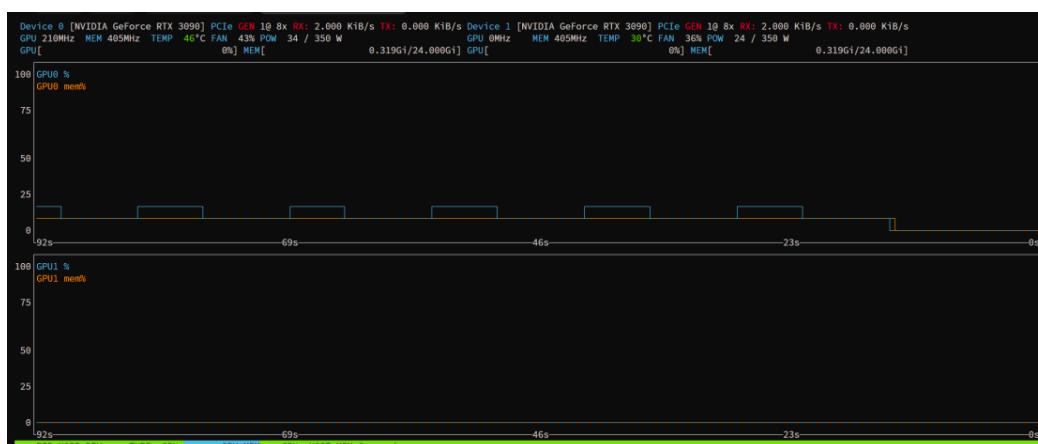 Device 0 [NVIDIA GeForce RTX 3090] PCIe GEN 1@ 8x RX: 2.000 KiB/s TX: 0.000 KiB/s Device 1 [NVIDIA GeForce RTX 3090] PCIe GEN 1@ 8x RX: 2.000 KiB/s TX: 0.000 KiB/s
GPU 210MHz MEM 405MHz TEMP 46°C FAN 43% POW 34 / 350 W GPU 0MHz MEM 405MHz TEMP 30°C FAN 36% POW 24 / 350 W
GPU[ 0%] MEM[ 0.319Gi/24.000Gi] GPU[ 0%] MEM[ 0.319Gi/24.000Gi]
100 GPU0 %
GPU0 mem%
75
50
25
0
92s 69s 46s 23s 0s
100 GPU1 %
GPU1 mem%
75
50
25
0
92s 69s 46s 23s 0s